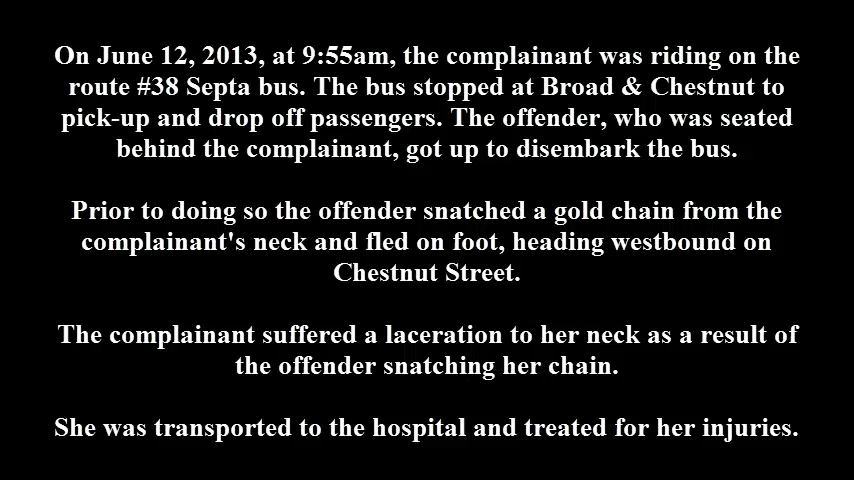 On June 12, 2013, at 9:55am, the complainant was riding on the
route #38 Septa bus. The bus stopped at Broad & Chestnut to
pick-up and drop off passengers. The offender, who was seated
behind the complainant, got up to disembark the bus.
Prior to doing so the offender snatched a gold chain from the
complainant's neck and fled on foot, heading westbound on
Chestnut Street.
The complainant suffered a laceration to her neck as a result of
the offender snatching her chain.
She was transported to the hospital and treated for her injuries.